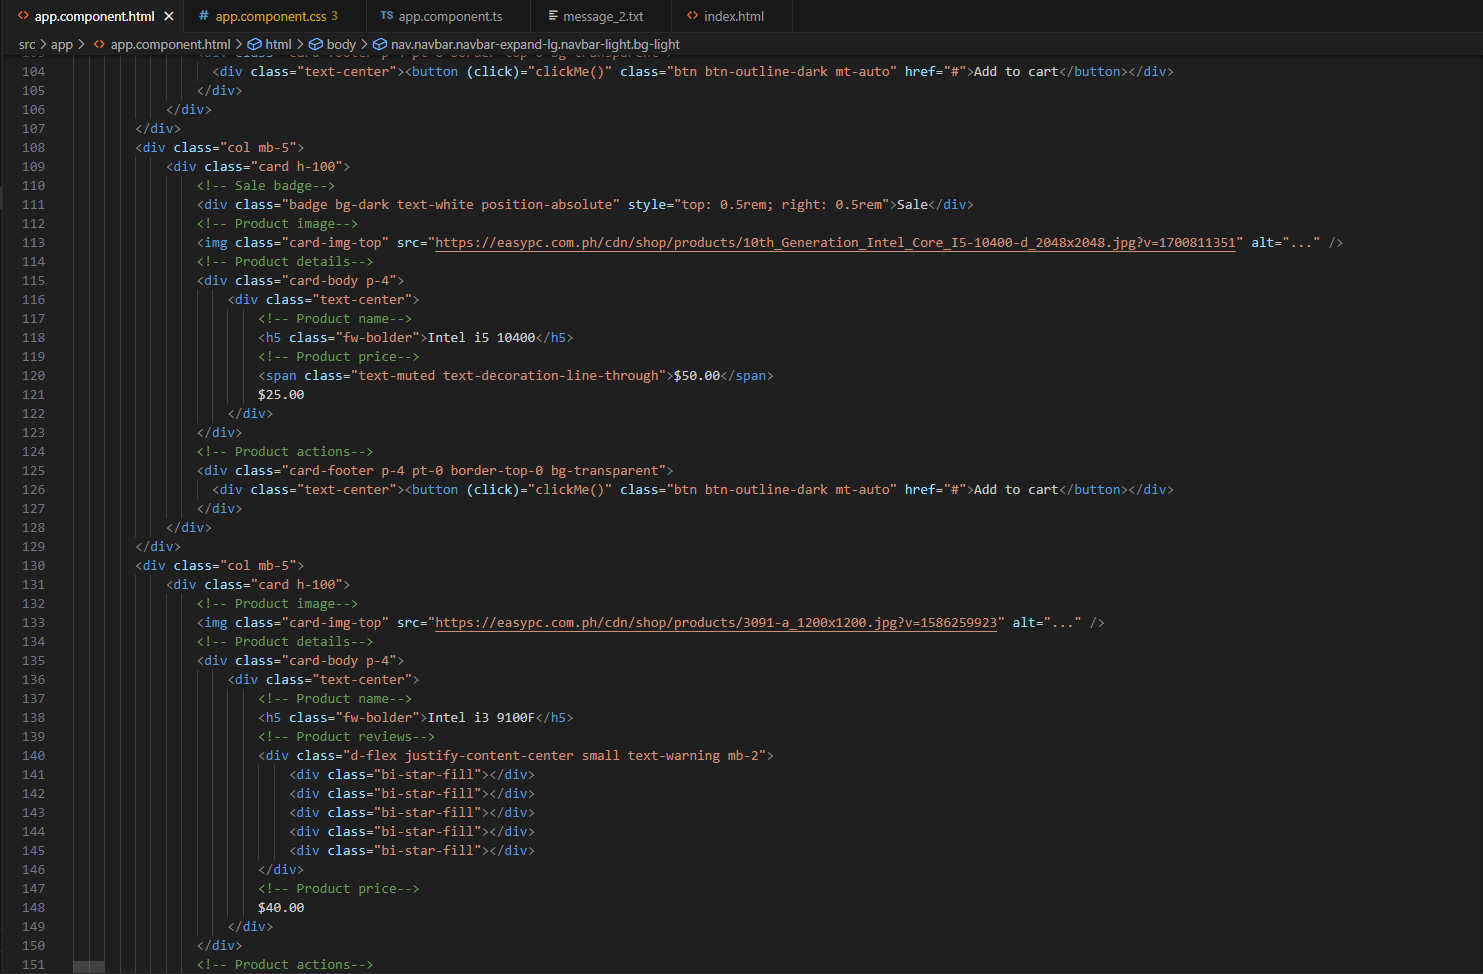 app.component.html
app.component.css 3
TS app.component.ts
message_2.txt
index.html
src > app > app.component.html > html > body > nav.navbar.navbar-expand-lg.navbar-light.bg-light
104 <div class="text-center"><button (click)="clickMe()" class="btn btn-outline-dark mt-auto" href="#">Add to cart</button></div>
105 </div>
106 </div>
107 </div>
108 <div class="col mb-5">
109 <div class="card h-100">
110 <!-- Sale badge-->
111 <div class="badge bg-dark text-white position-absolute" style="top: 0.5rem; right: 0.5rem">Sale</div>
112 <!-- Product image-->
113 <img class="card-img-top" src="https://easypc.com.ph/cdn/shop/products/10th_Generation_Intel_Core_I5-10400-d_2048x2048.jpg?v=1700811351" alt="..." />
114 <!-- Product details-->
115 <div class="card-body p-4">
116 <div class="text-center">
117 <!-- Product name-->
118 <h5 class="fw-bolder">Intel i5 10400</h5>
119 <!-- Product price-->
120 <span class="text-muted text-decoration-line-through">$50.00</span>
121 $25.00
122 </div>
123 </div>
124 <!-- Product actions-->
125 <div class="card-footer p-4 pt-0 border-top-0 bg-transparent">
126 <div class="text-center"><button (click)="clickMe()" class="btn btn-outline-dark mt-auto" href="#">Add to cart</button></div>
127 </div>
128 </div>
129 </div>
130 <div class="col mb-5">
131 <div class="card h-100">
132 <!-- Product image-->
133 <img class="card-img-top" src="https://easypc.com.ph/cdn/shop/products/3091-a_1200x1200.jpg?v=1586259923" alt="..." />
134 <!-- Product details-->
135 <div class="card-body p-4">
136 <div class="text-center">
137 <!-- Product name-->
138 <h5 class="fw-bolder">Intel i3 9100F</h5>
139 <!-- Product reviews-->
140 <div class="d-flex justify-content-center small text-warning mb-2">
141 <div class="bi-star-fill"></div>
142 <div class="bi-star-fill"></div>
143 <div class="bi-star-fill"></div>
144 <div class="bi-star-fill"></div>
145 <div class="bi-star-fill"></div>
146 </div>
147 <!-- Product price-->
148 $40.00
149 </div>
150 </div>
151 <!-- Product actions-->